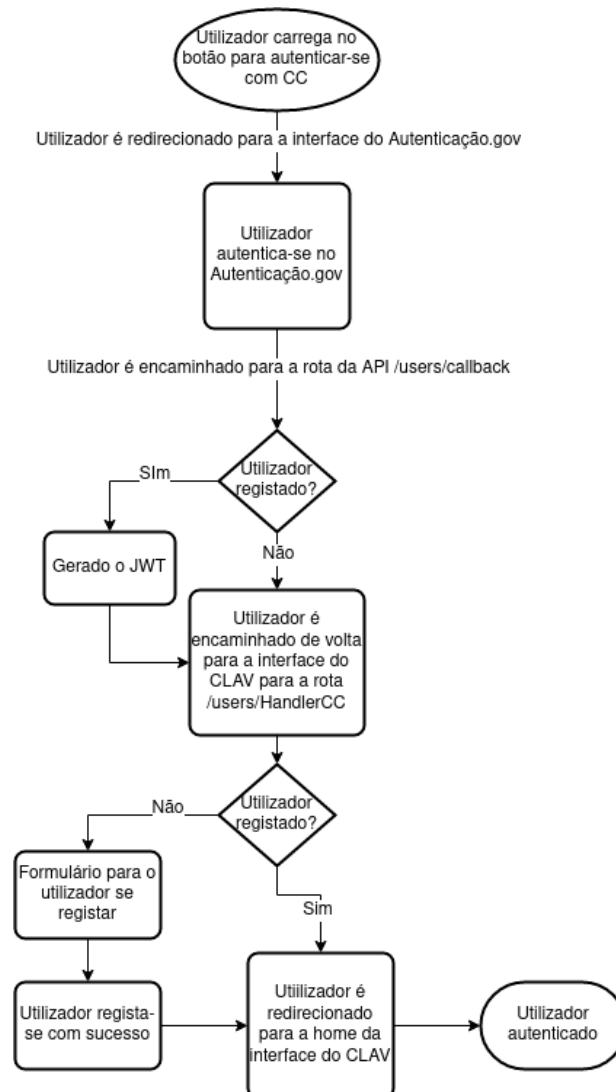 Utilizador carrega no
botão para autenticar-se
com CC
Utilizador é redirecionado para a interface do Autenticação.gov
Utilizador
autentica-se no
Autenticação.gov
Utilizador é encaminhado para a rota da API /users/callback
Utilizador
registado?
SIm
Não
Gerado o JWT
Utilizador é
encaminhado de volta
para a interface do
CLAV para a rota
/users/HandlerCC
Utilizador
registado?
Não
Formulário para o
utilizador se
registar
Sim
Utilizador regista-
se com sucesso
Utiilizador é
redirecionado
para a home da
interface do CLAV
Utilizador
autenticado